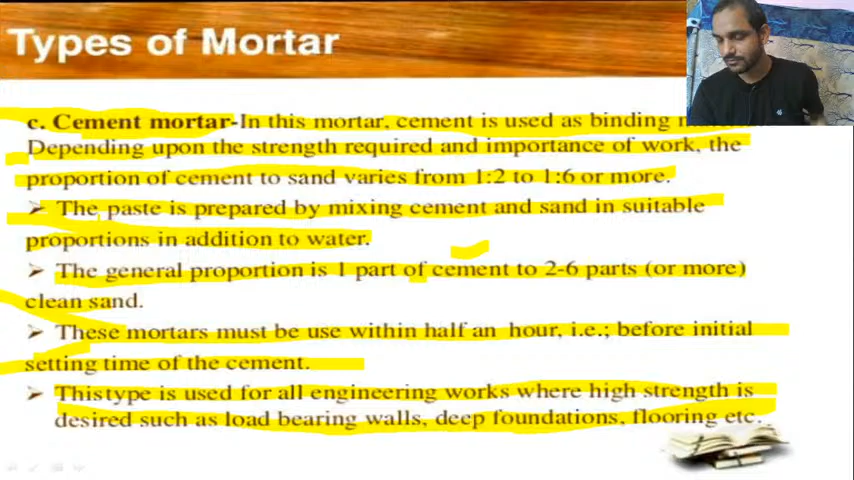 Types of Mortar
c. Cement mortar-In this mortar, cement is used as binding
Depending upon the strength required and importance of work, the
proportion of cement to sand varies from 1:2 to 1:6 or more.
➤ The paste is prepared by mixing cement and sand in suitable
proportions in addition to water.
➤ The general proportion is 1 part of cement to 2-6 parts (or more)
clean sand.
➤ These mortars must be use within half an hour, i.e.; before initial
setting time of the cement.
➤ This type is used for all engineering works where high strength is
desired such as load bearing walls, deep foundations, flooring etc.